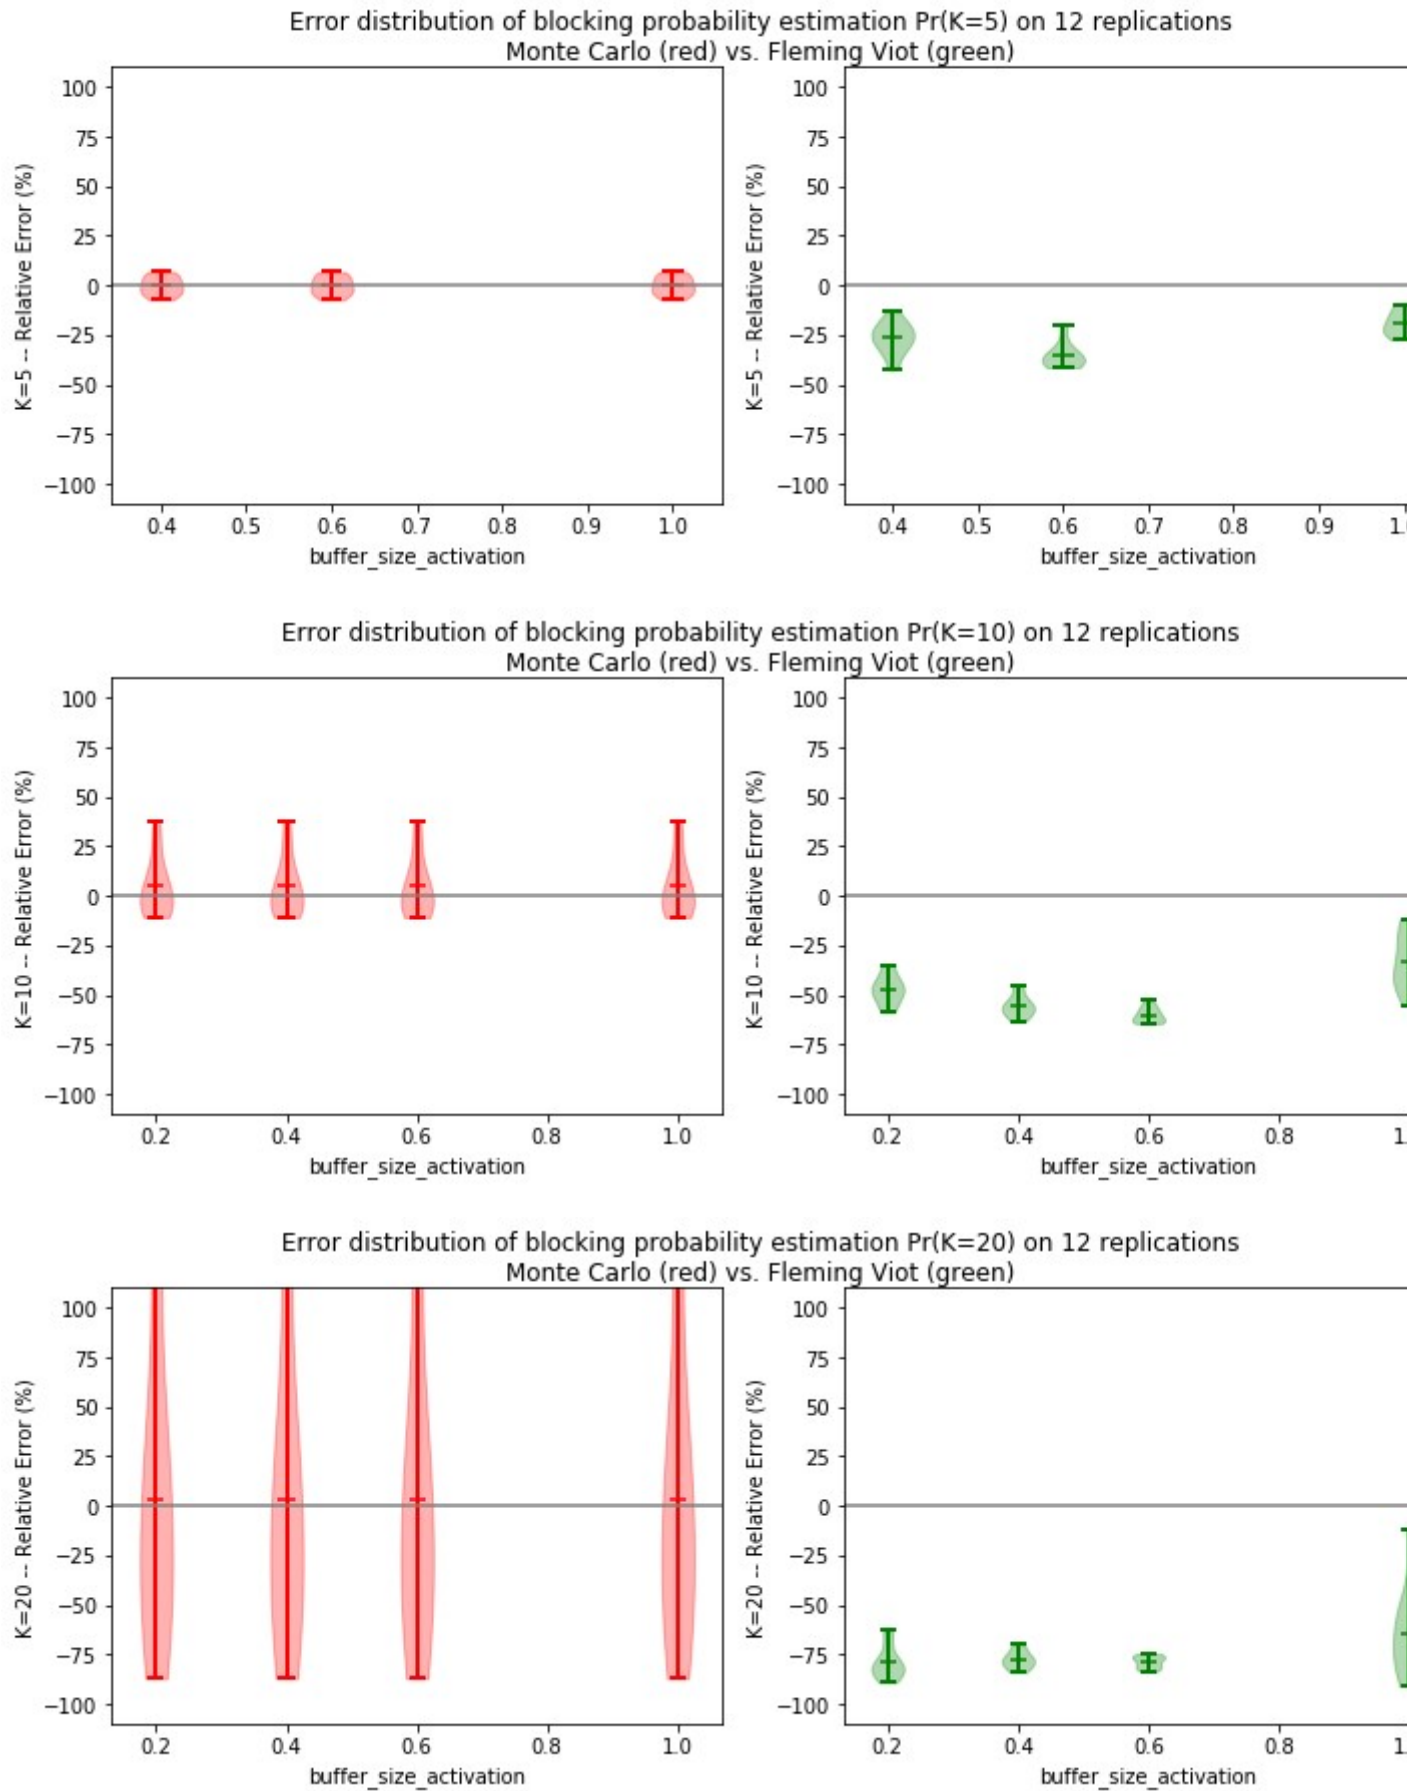 Error distribution of blocking probability estimation Pr(K=5) on 12 replications
Monte Carlo (red) vs. Fleming Viot (green)
K=5 -- Relative Error (%)
100
75
50
25
0
−25
−50
−75
−100
0.4 0.5 0.6 0.7 0.8 0.9 1.0
buffer_size_activation
K=5 -- Relative Error (%)
100
75
50
25
0
−25
−50
−75
−100
0.4 0.5 0.6 0.7 0.8 0.9 1.
buffer_size_activation
Error distribution of blocking probability estimation Pr(K=10) on 12 replications
Monte Carlo (red) vs. Fleming Viot (green)
K=10 -- Relative Error (%)
100
75
50
25
0
−25
−50
−75
−100
0.2 0.4 0.6 0.8 1.0
buffer_size_activation
K=10 -- Relative Error (%)
100
75
50
25
0
−25
−50
−75
−100
0.2 0.4 0.6 0.8 1.
buffer_size_activation
Error distribution of blocking probability estimation Pr(K=20) on 12 replications
Monte Carlo (red) vs. Fleming Viot (green)
K=20 -- Relative Error (%)
100
75
50
25
0
−25
−50
−75
−100
0.2 0.4 0.6 0.8 1.0
buffer_size_activation
K=20 -- Relative Error (%)
100
75
50
25
0
−25
−50
−75
−100
0.2 0.4 0.6 0.8 1.
buffer_size_activation